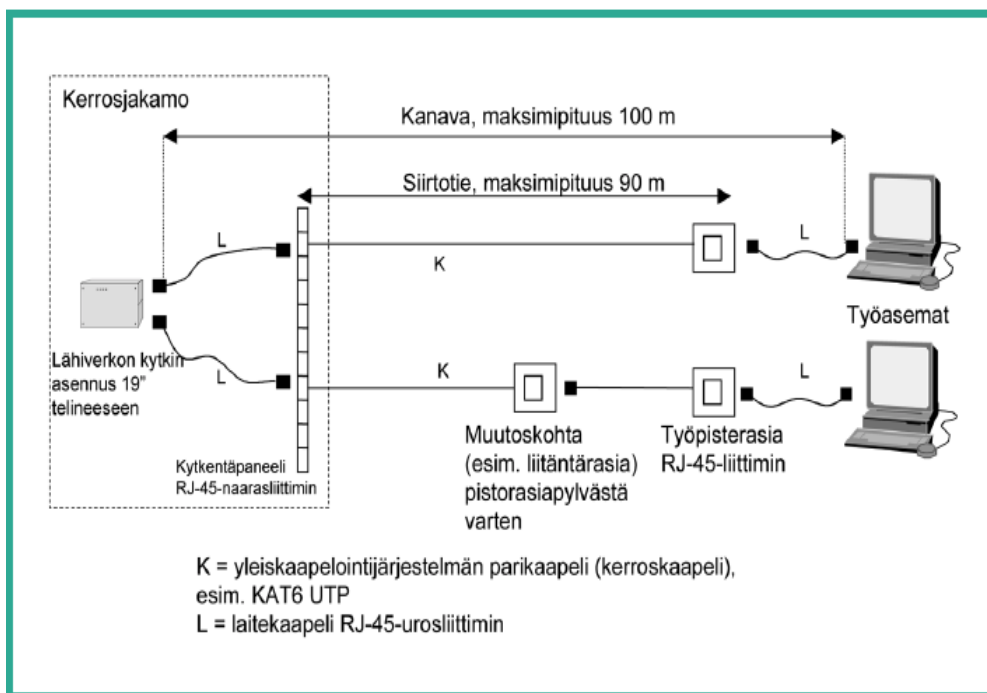 Kerrosjakamo
Kanava, maksimipituus 100 m
Siirtotie, maksimipituus 90 m
L
K
L
Työasemat
Lähiverkon kytkin
asennus 19"
telineeseen
L
K
L
Kytkentäpaneeli
RJ-45-naarasliittimin
Muutoskohta
(esim. liitäntärasia)
pistorasiapylvästä
varten
Työpisterasia
RJ-45-liittimin
K = yleiskaapelointijärjestelmän parikaapeli (kerroskaapeli),
esim. KAT6 UTP
L = laitekaapeli RJ-45-urosliittimin